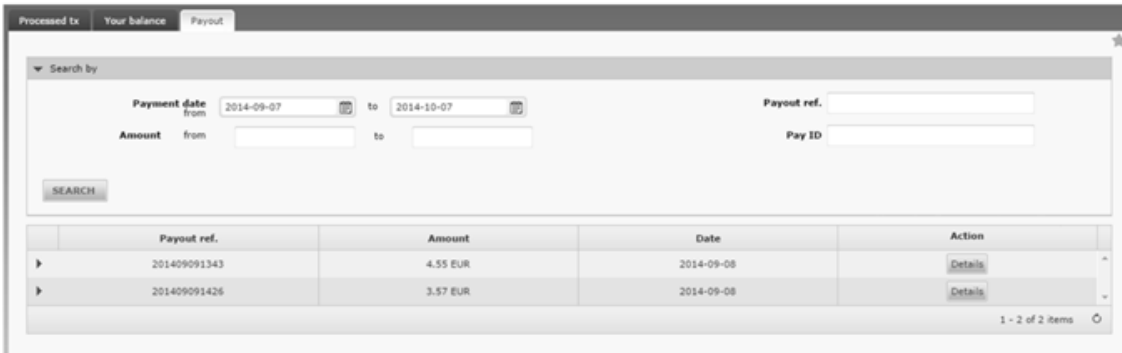 Processed tx Your balance Payout
Search by
Payment date from 2014-09-07 to 2014-10-07 Payout ref.
Amount from to Pay ID
SEARCH
Payout ref. Amount Date Action
201409091343 4.55 EUR 2014-09-08 Details
201409091426 3.57 EUR 2014-09-08 Details
1 - 2 of 2 items